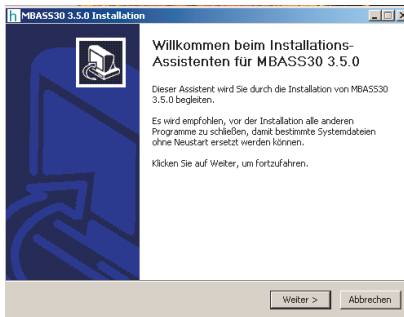 MBASS30 3.5.0 Installation
Willkommen beim Installations-
Assistenten für MBASS30 3.5.0
Dieser Assistent wird Sie durch die Installation von MBASS30
3.5.0 begleiten.
Es wird empfohlen, vor der Installation alle anderen
Programme zu schließen, damit bestimmte Systemdateien
ohne Neustart ersetzt werden können.
Klicken Sie auf Weiter, um fortzufahren.
Weiter >
Abbrechen